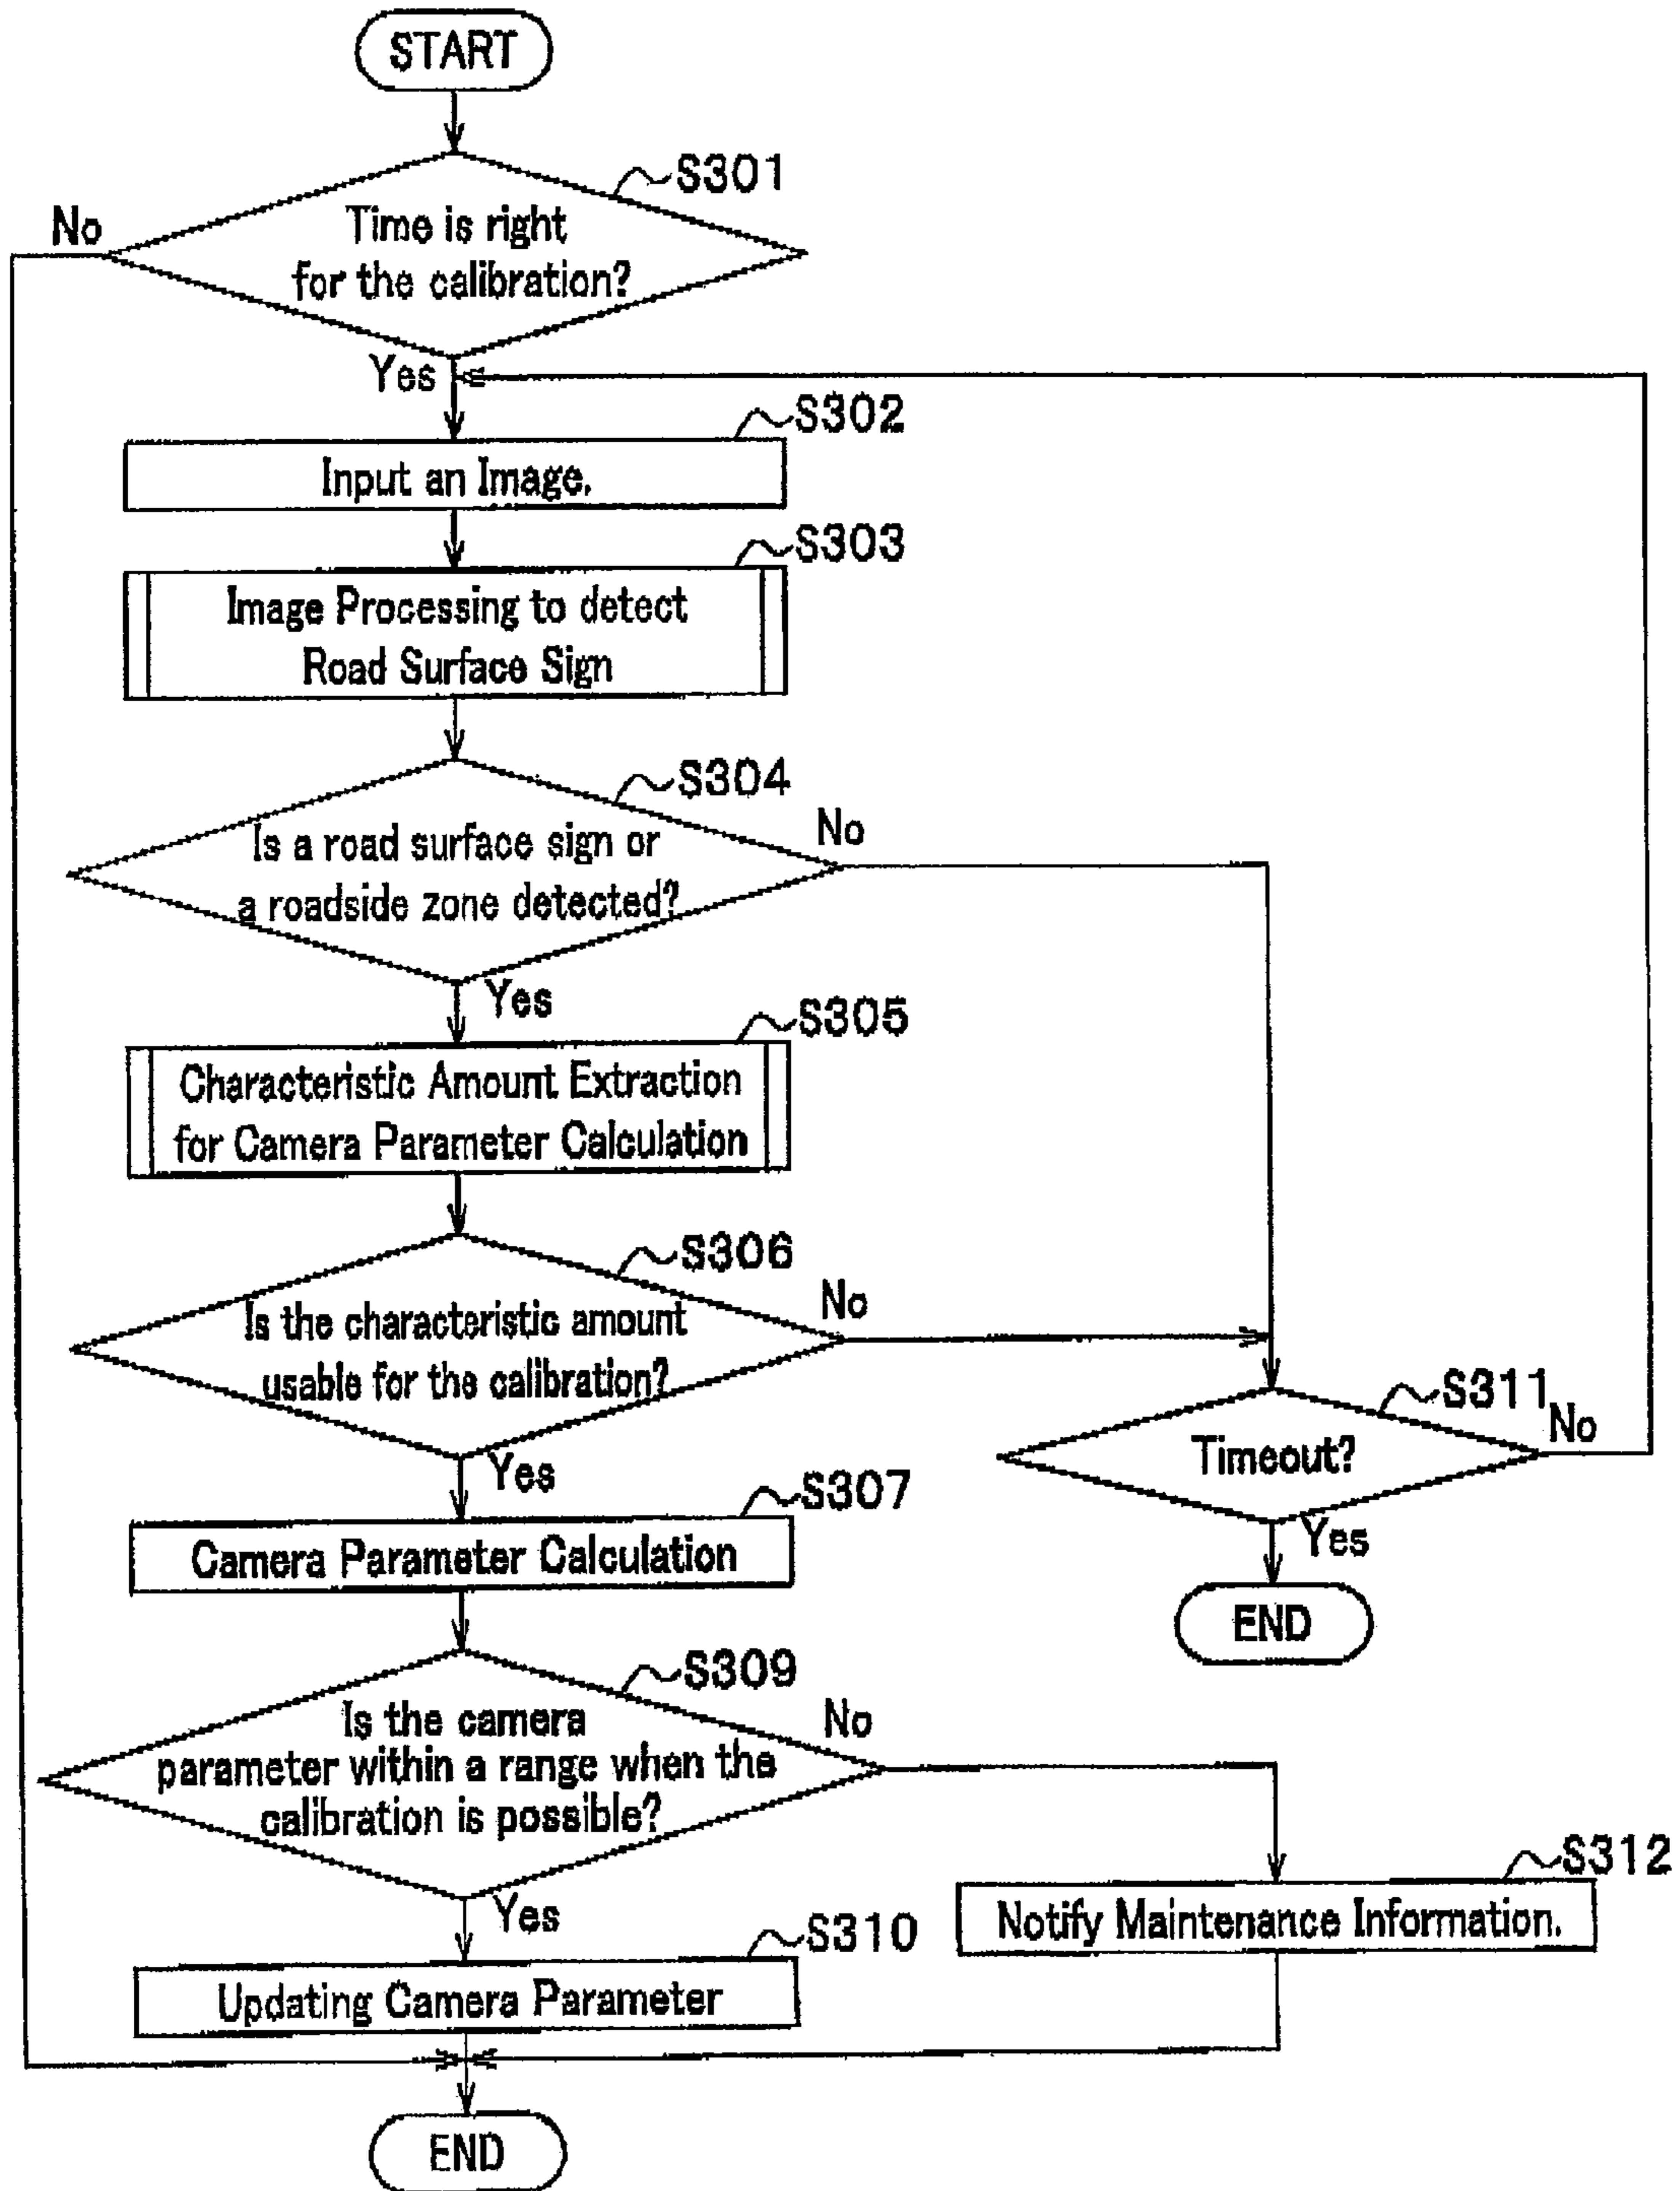 START
S301
No
Time is right
for the calibration?
Yes
S302
Input an Image.
S303
Image Processing to detect
Road Surface Sign
S304
Is a road surface sign or
a roadside zone detected?
No
Yes
S305
Characteristic Amount Extraction
for Camera Parameter Calculation
S306
Is the characteristic amount
usable for the calibration?
No
Yes
S311
Timeout?
No
Yes
END
S307
Camera Parameter Calculation
S309
Is the camera
parameter within a range when the
calibration is possible?
No
Yes
S312
Notify Maintenance Information.
S310
Updating Camera Parameter
END